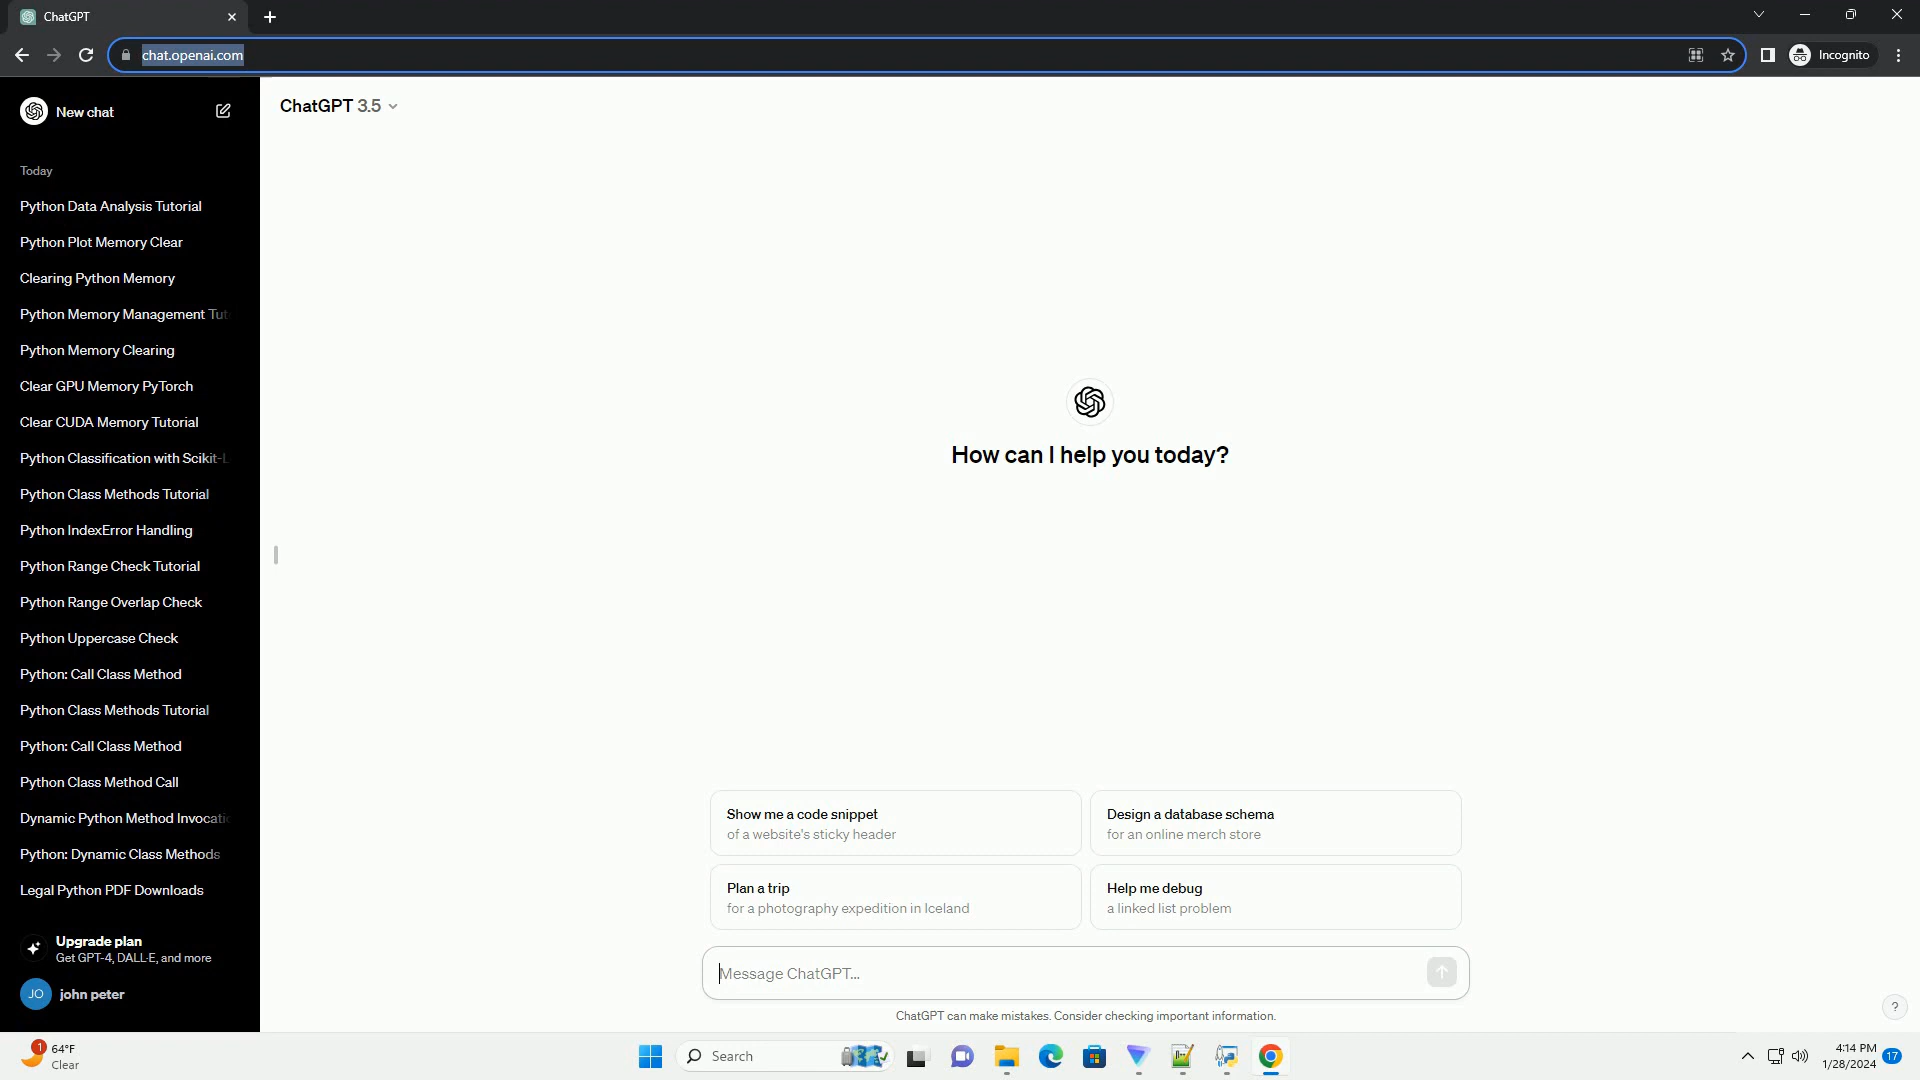 ChatGPT
chat.openai.com
Incognito
New chat
ChatGPT 3.5
Today
Python Data Analysis Tutorial
Python Plot Memory Clear
Clearing Python Memory
Python Memory Management Tut
Python Memory Clearing
Clear GPU Memory PyTorch
Clear CUDA Memory Tutorial
Python Classification with Scikit-L
Python Class Methods Tutorial
Python IndexError Handling
Python Range Check Tutorial
Python Range Overlap Check
Python Uppercase Check
Python: Call Class Method
Python Class Methods Tutorial
Python: Call Class Method
Python Class Method Call
Dynamic Python Method Invocatio
Python: Dynamic Class Methods
Legal Python PDF Downloads
Upgrade plan
Get GPT-4, DALL·E, and more
JO john peter
How can I help you today?
Show me a code snippet
of a website's sticky header
Design a database schema
for an online merch store
Plan a trip
for a photography expedition in Iceland
Help me debug
a linked list problem
Message ChatGPT...
ChatGPT can make mistakes. Consider checking important information.
?
1
64°F
Clear
Search
4:14 PM
1/28/2024
17